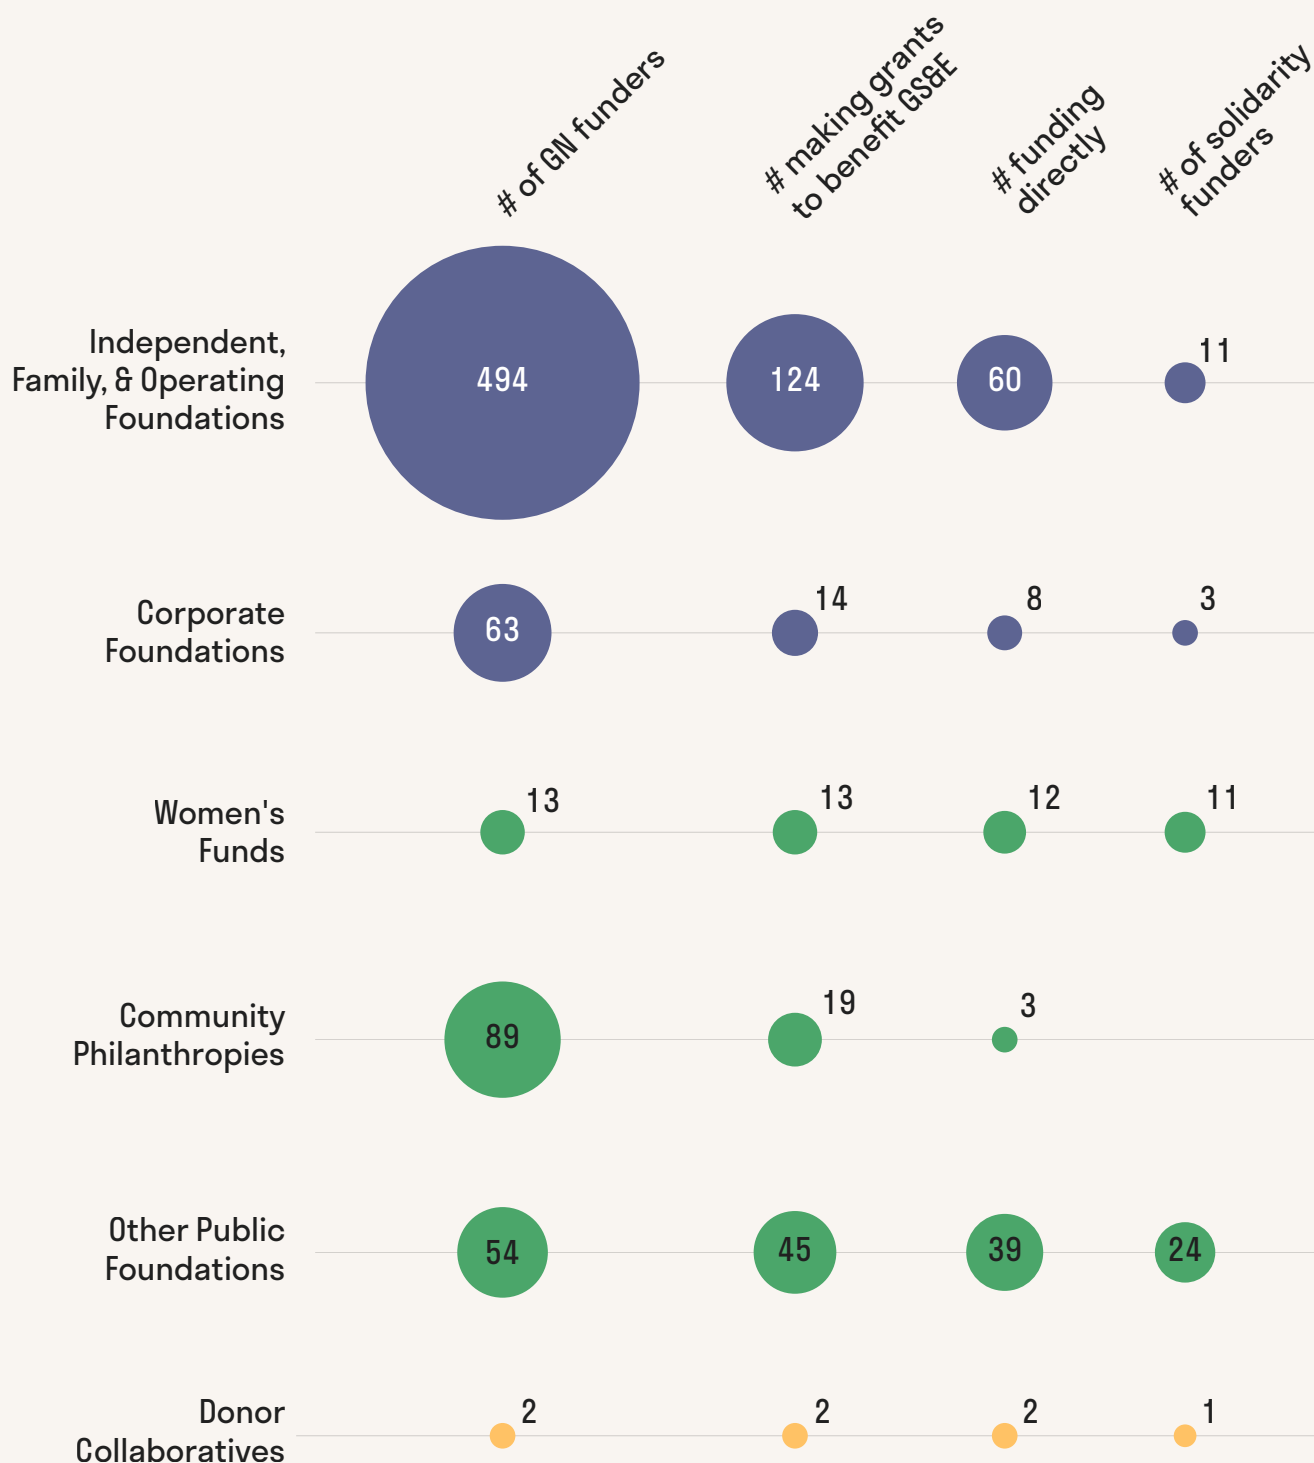 # of GN funders
# making grants
to benefit GS&E
# funding
directly
# of solidarity
funders
Independent,
Family, & Operating
Foundations
494
124
60
11
Corporate
Foundations
63
14
8
3
Women's
Funds
13
13
12
11
Community
Philanthropies
89
19
3
Other Public
Foundations
54
45
39
24
Donor
Collaboratives
2
2
2
1